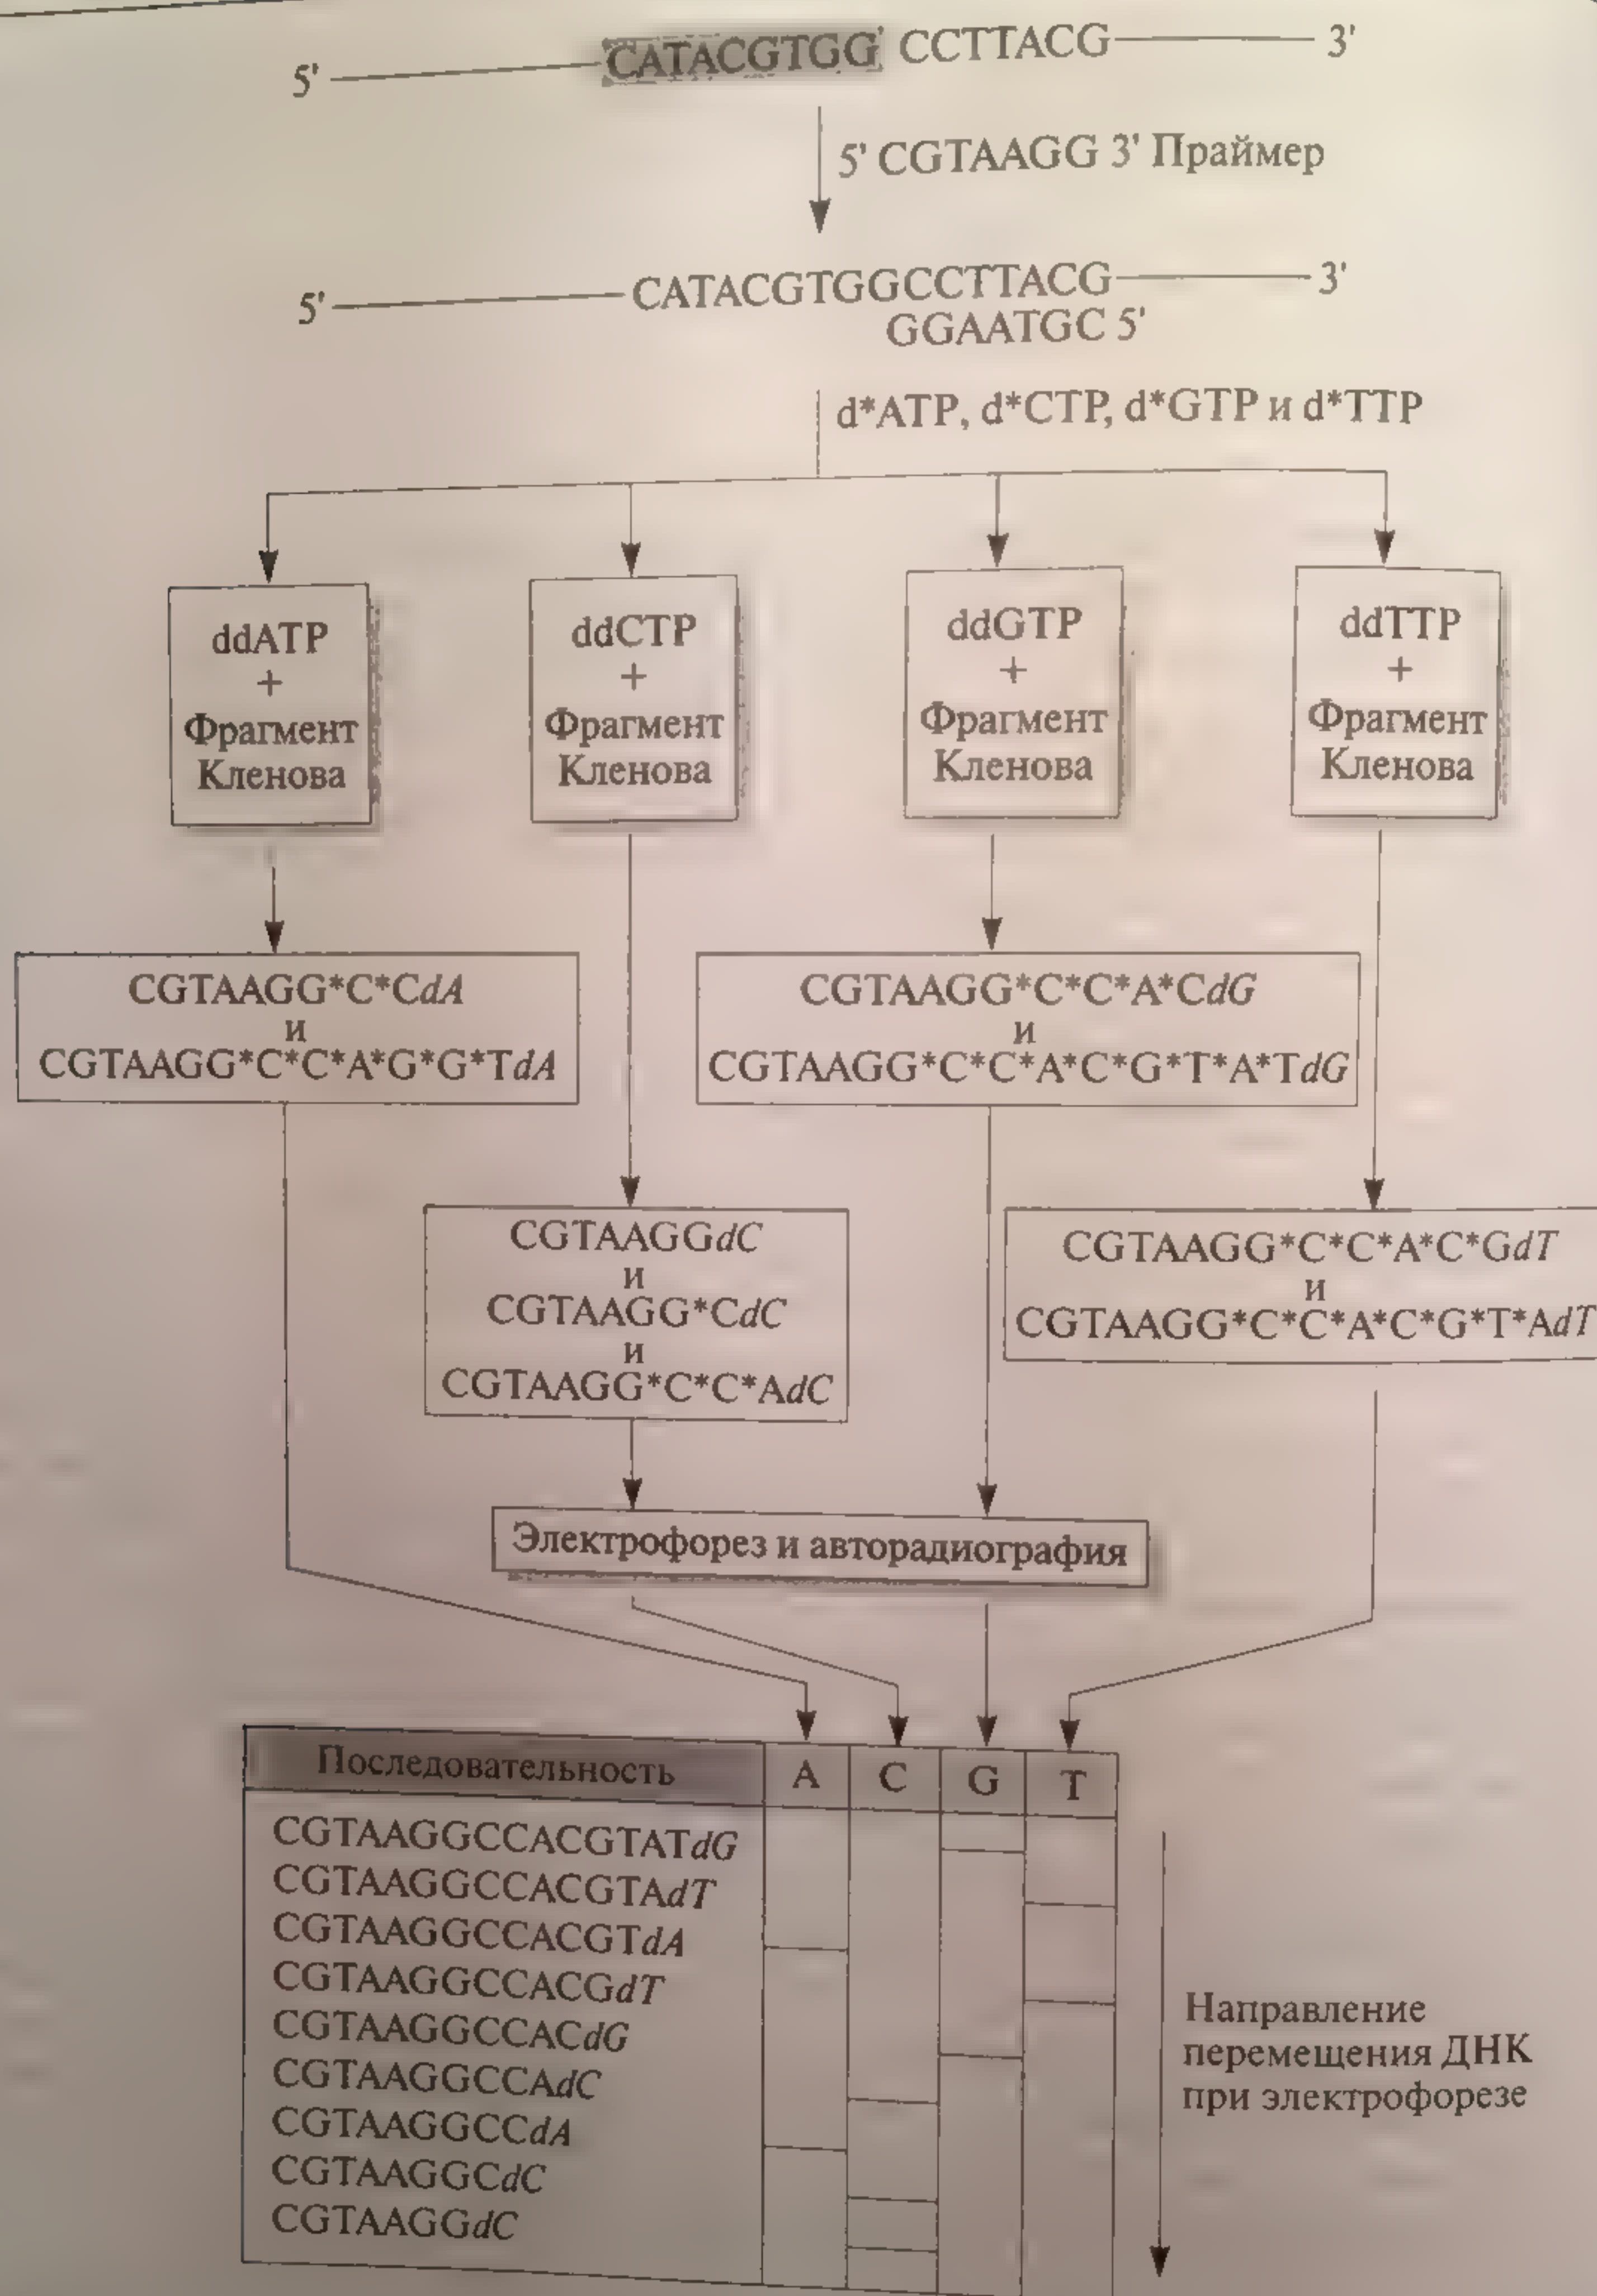 5' CATACGTGG' CCTTACG 3'
5' CGTAAGG 3' Праймер
5' CATACGTGGCCTTACG 3'
GGAATGC 5'
d*ATP, d*CTP, d*GTP и d*TTP
ddATP
+
Фрагмент
Кленова
ddCTP
+
Фрагмент
Кленова
ddGTP
+
Фрагмент
Кленова
ddTTP
+
Фрагмент
Кленова
CGTAAGG*C*CdA
и
CGTAAGG*C*C*A*G*G*TdA
CGTAAGG*C*C*A*CdG
и
CGTAAGG*C*C*A*C*G*T*A*TdG
CGTAAGGdC
и
CGTAAGG*CdC
и
CGTAAGG*C*C*AdC
CGTAAGG*C*C*A*C*GdT
и
CGTAAGG*C*C*A*C*G*T*AdT
Электрофорез и авторадиография
Последовательность A C G T
CGTAAGGCCACGTATdG
CGTAAGGCCACGTAdT
CGTAAGGCCACGTdA
CGTAAGGCCACGdT
CGTAAGGCCACdG
CGTAAGGCCAdC
CGTAAGGCCdA
CGTAAGGCdC
CGTAAGGdC
Направление
перемещения ДНК
при электрофорезе